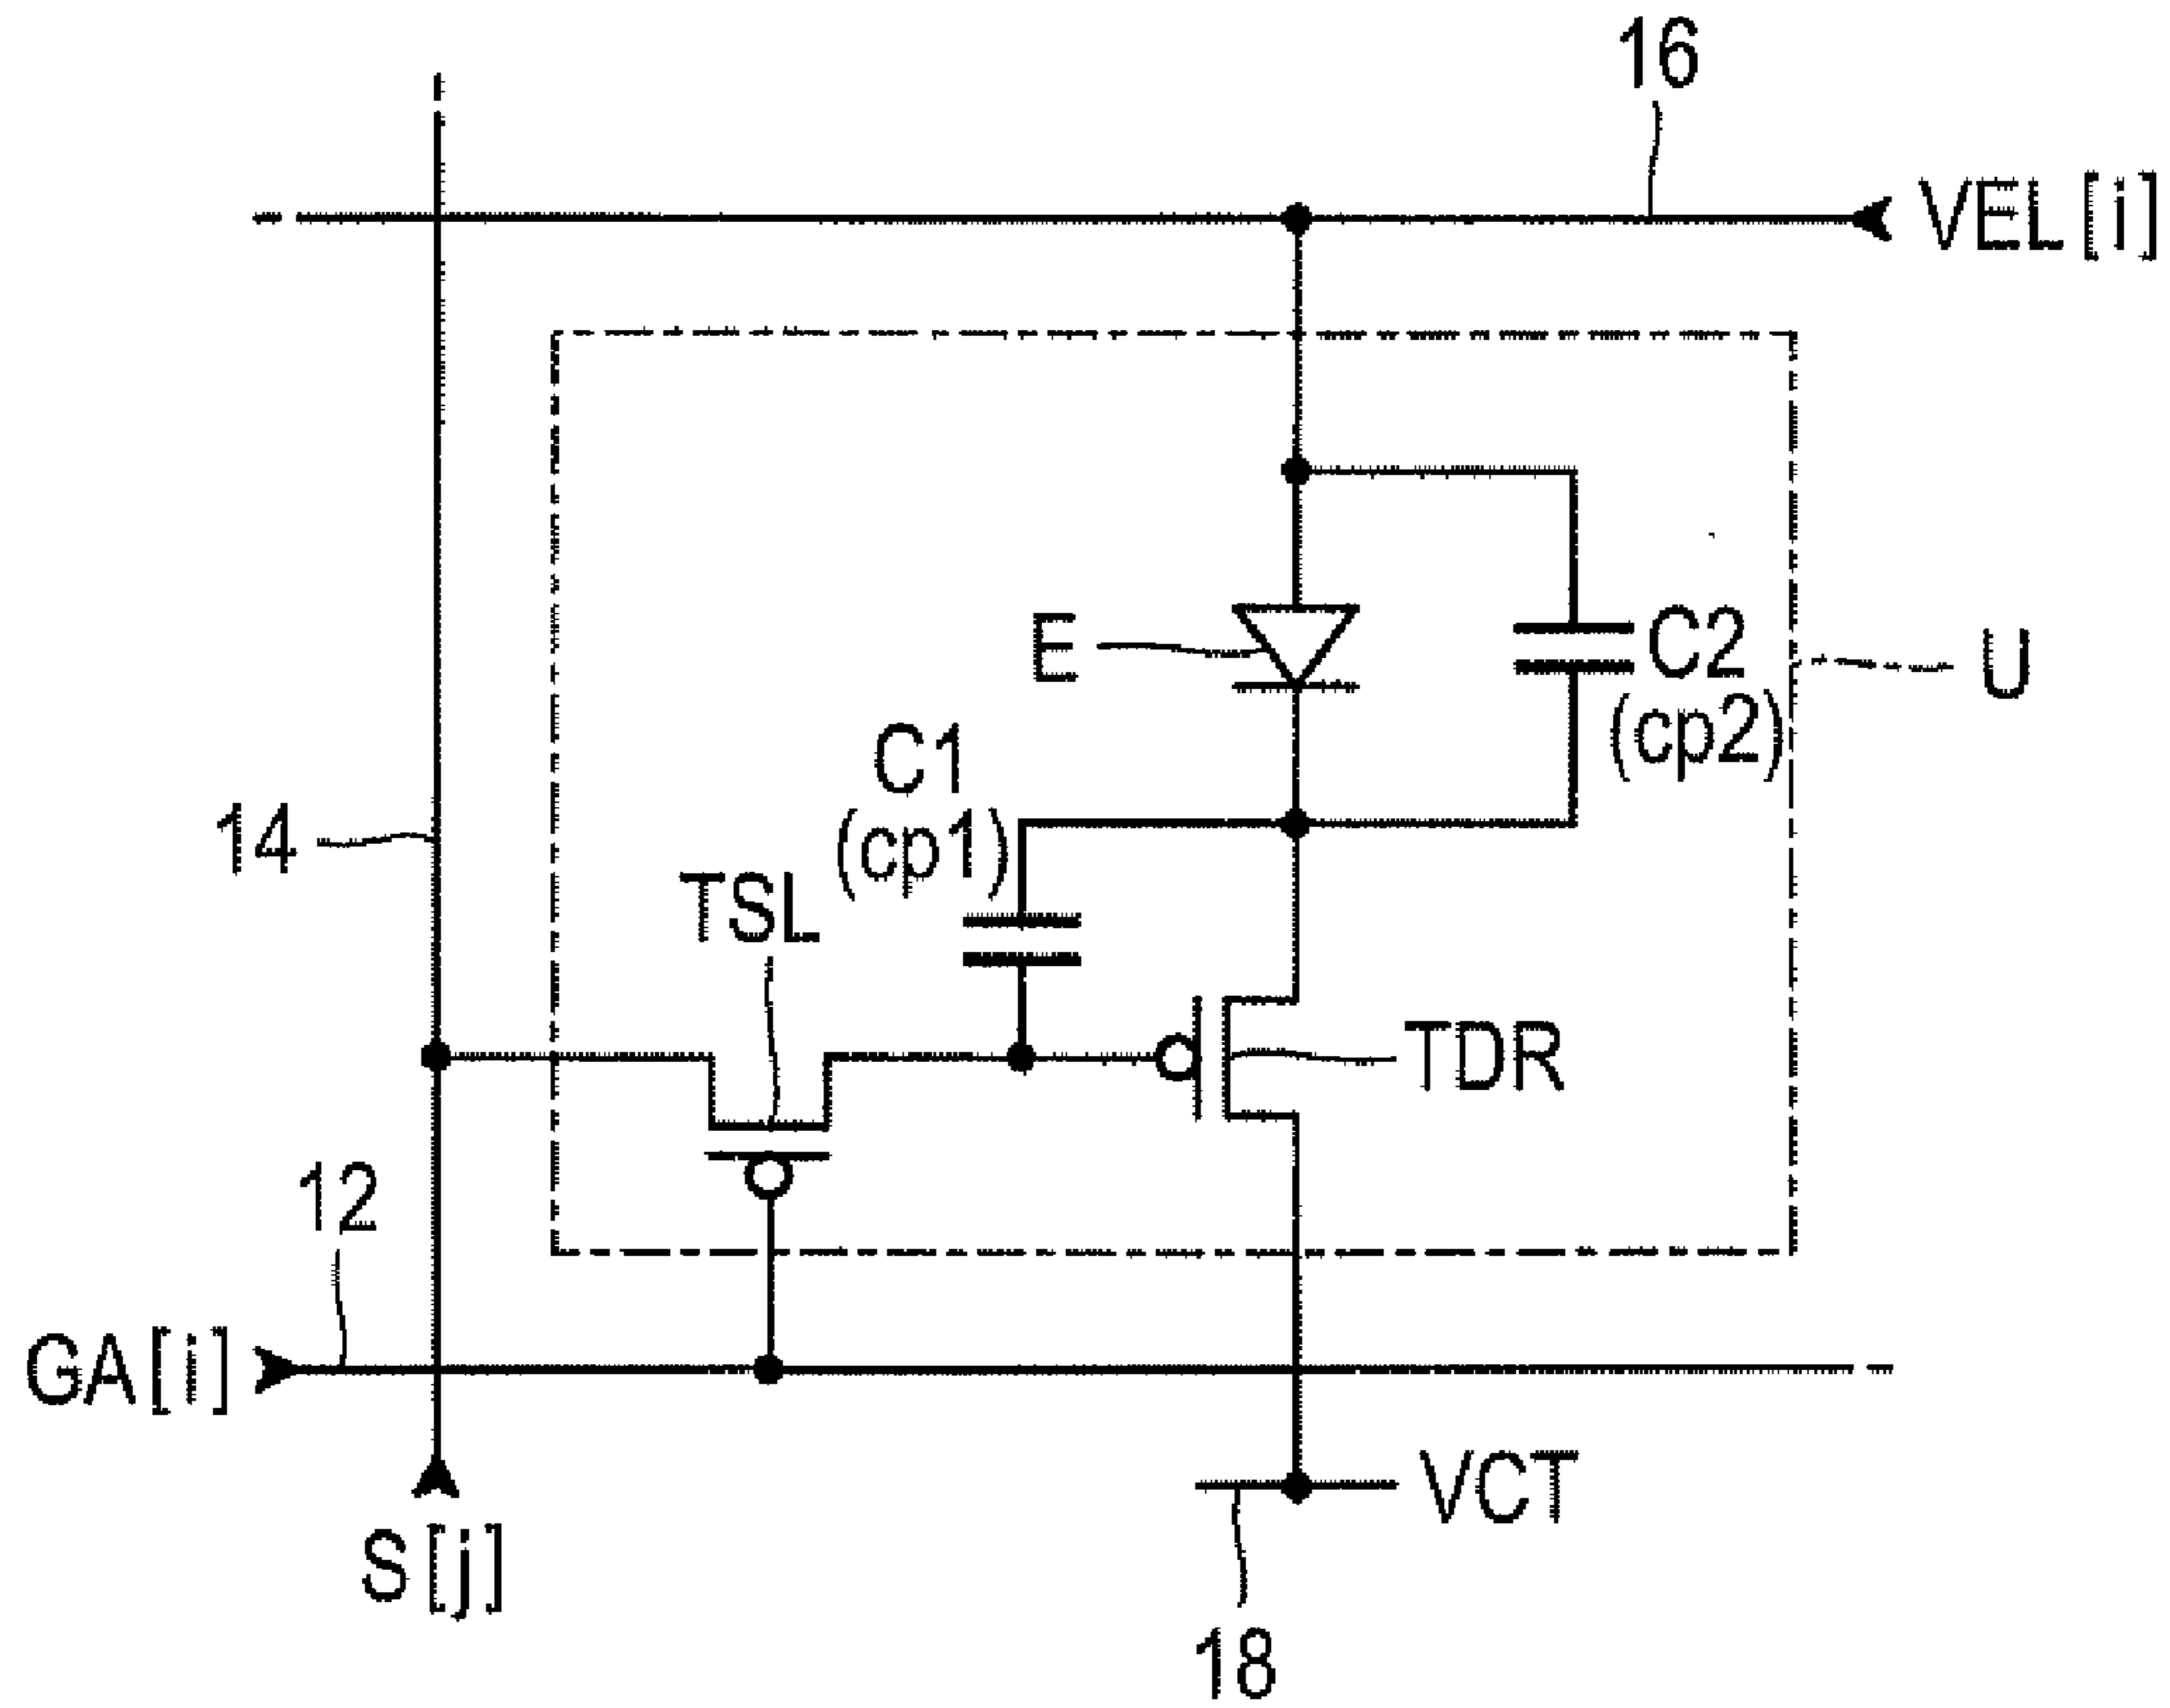 16
VEL[i]
E
C2
(cp2)
U
C1
(cp1)
14
TSL
TDR
12
GA[i]
VCT
S[j]
18